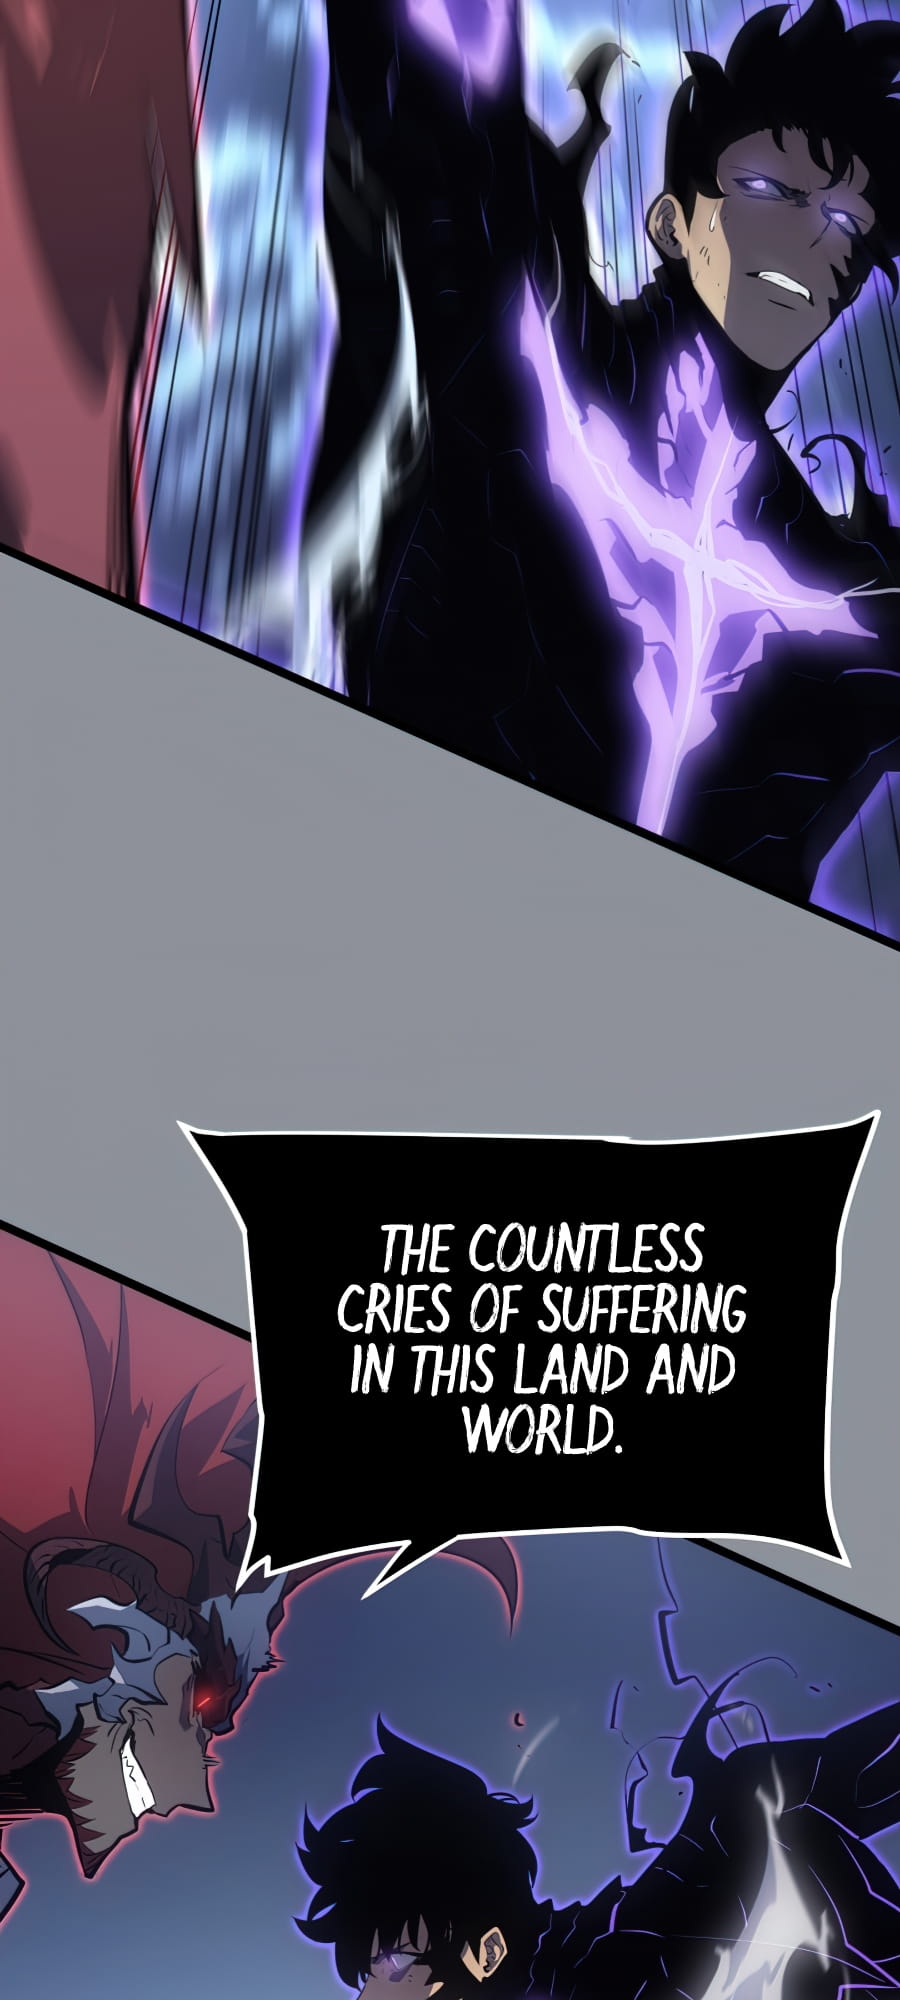 THE COUNTLESS
CRIES OF SUFFERING
IN THIS LAND AND
WORLD.